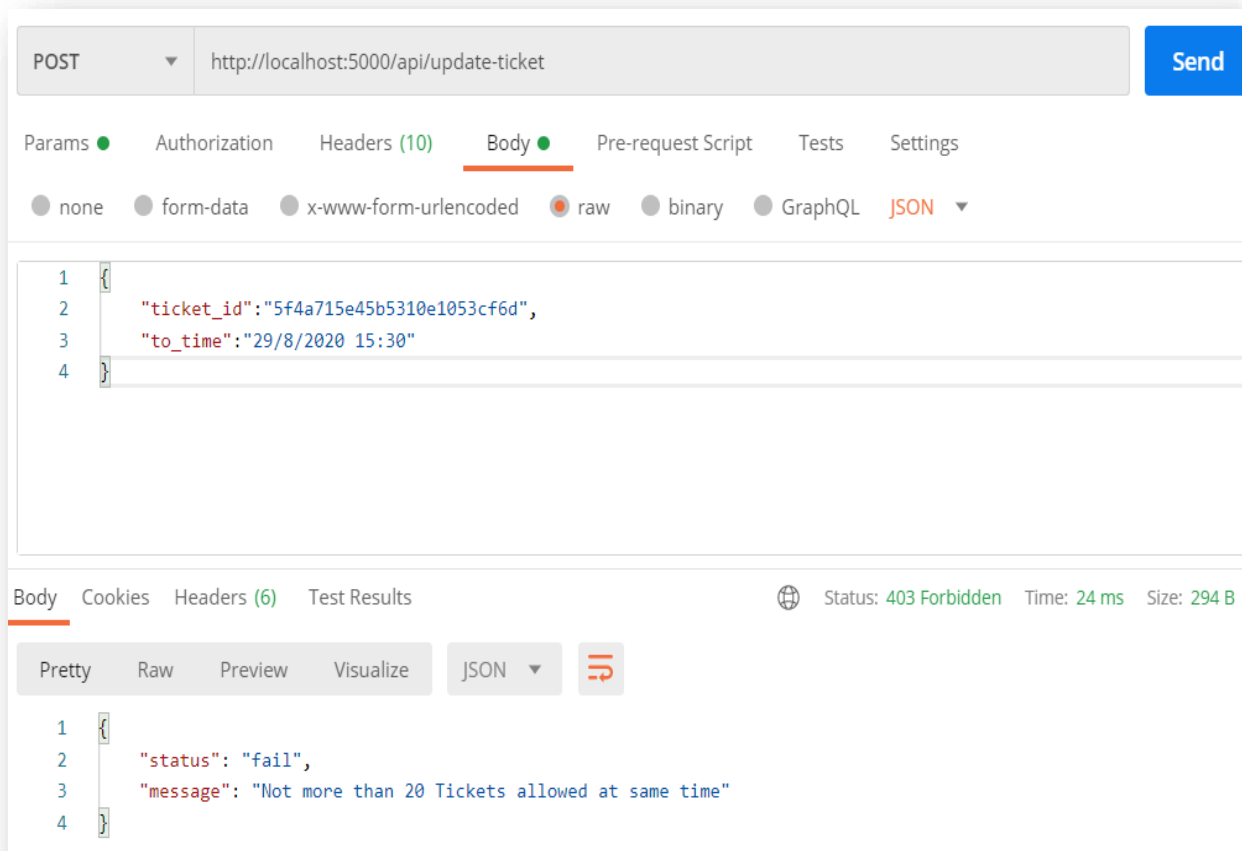 POST http://localhost:5000/api/update-ticket Send
Params Authorization Headers (10) Body Pre-request Script Tests Settings
none form-data x-www-form-urlencoded raw binary GraphQL JSON
1 {
2 "ticket_id":"5f4a715e45b5310e1053cf6d",
3 "to_time":"29/8/2020 15:30"
4 }
Body Cookies Headers (6) Test Results Status: 403 Forbidden Time: 24 ms Size: 294 B
Pretty Raw Preview Visualize JSON
1 {
2 "status": "fail",
3 "message": "Not more than 20 Tickets allowed at same time"
4 }